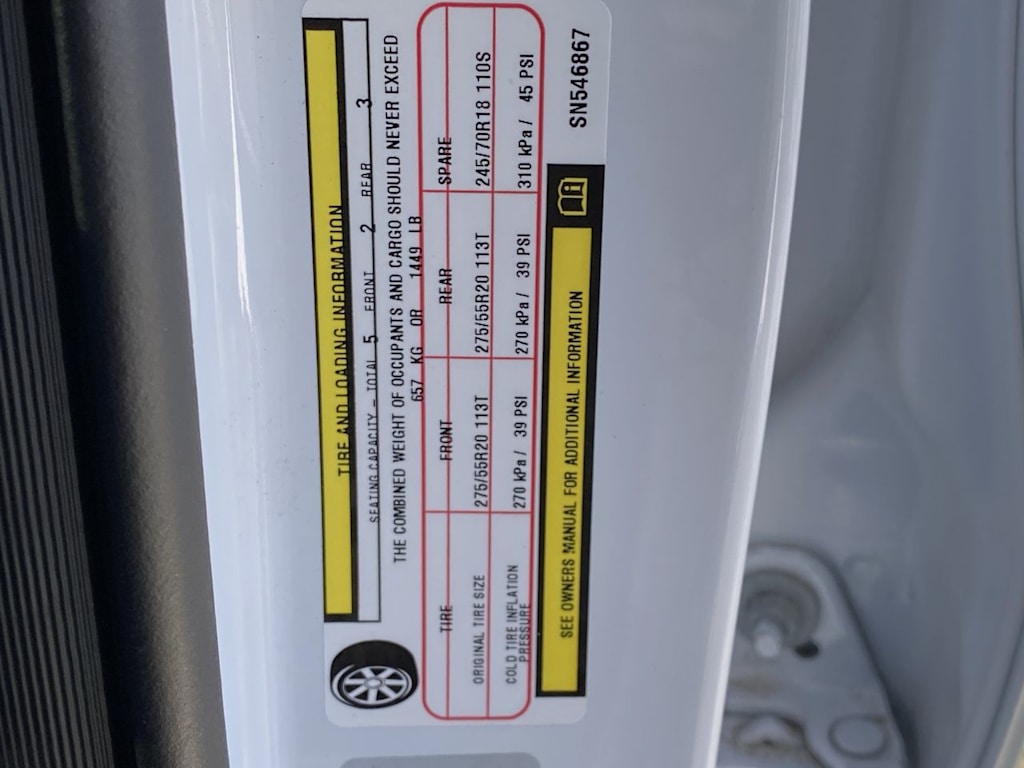 TIRE AND LOADING INFORMATION
SEATING CAPACITY – TOTAL 5 FRONT 2 REAR 3
THE COMBINED WEIGHT OF OCCUPANTS AND CARGO SHOULD NEVER EXCEED
657 KG OR 1449 LB
TIRE FRONT REAR SPARE
ORIGINAL TIRE SIZE 275/55R20 113T 275/55R20 113T 245/70R18 110S
COLD TIRE INFLATION
PRESSURE 270 kPa / 39 PSI 270 kPa / 39 PSI 310 kPa / 45 PSI
SEE OWNERS MANUAL FOR ADDITIONAL INFORMATION
SN546867